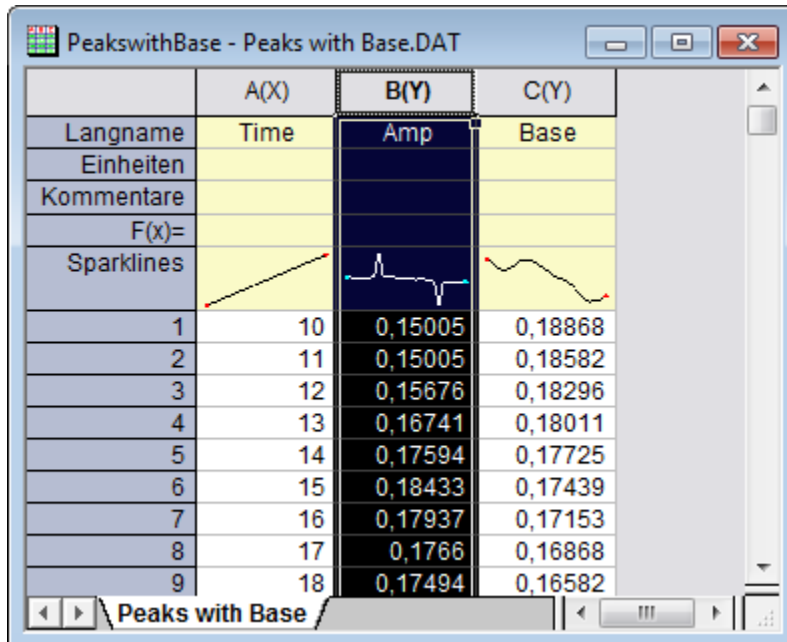 PeakswithBase - Peaks with Base.DAT
A(X) B(Y) C(Y)
Langname Time Amp Base
Einheiten
Kommentare
F(x)=
Sparklines
1 10 0,15005 0,18868
2 11 0,15005 0,18582
3 12 0,15676 0,18296
4 13 0,16741 0,18011
5 14 0,17594 0,17725
6 15 0,18433 0,17439
7 16 0,17937 0,17153
8 17 0,1766 0,16868
9 18 0,17494 0,16582
Peaks with Base